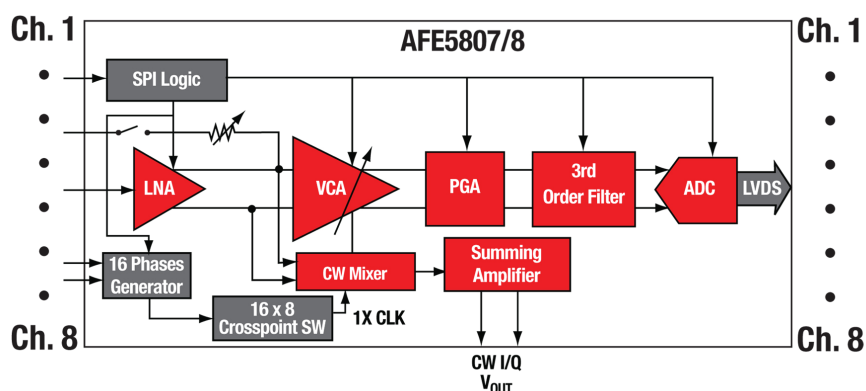 Ch. 1
AFE5807/8
Ch. 1
SPI Logic
LNA
VCA
PGA
3rd
Order Filter
ADC
LVDS
16 Phases
Generator
CW Mixer
Summing
Amplifier
16 x 8
Crosspoint SW
1X CLK
Ch. 8
Ch. 8
CW I/Q
VOUT